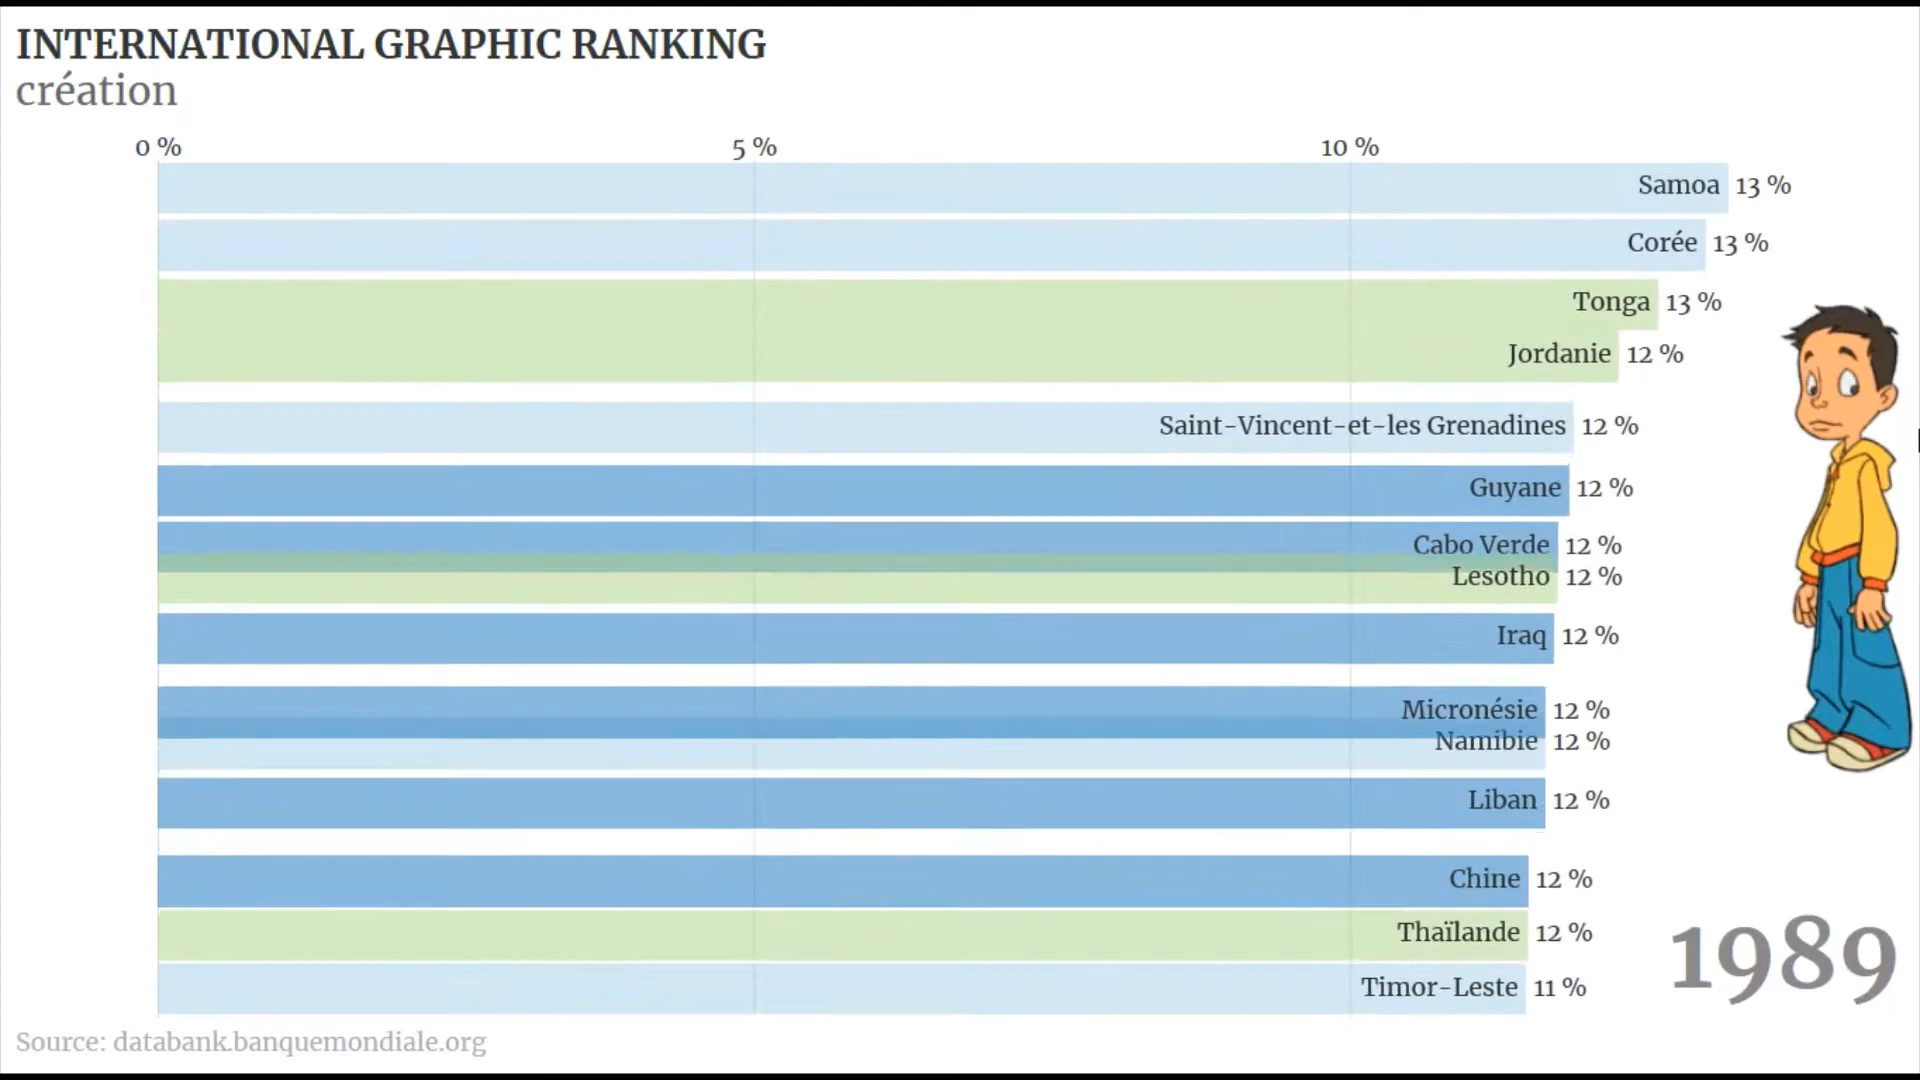 INTERNATIONAL GRAPHIC RANKING
création
0 % 5 % 10 %
Samoa 13 %
Corée 13 %
Tonga 13 %
Jordanie 12 %
Saint-Vincent-et-les Grenadines 12 %
Guyane 12 %
Cabo Verde 12 %
Lesotho 12 %
Iraq 12 %
Micronésie 12 %
Namibie 12 %
Liban 12 %
Chine 12 %
Thaïlande 12 %
Timor-Leste 11 %
1989
Source: databank.banquemondiale.org